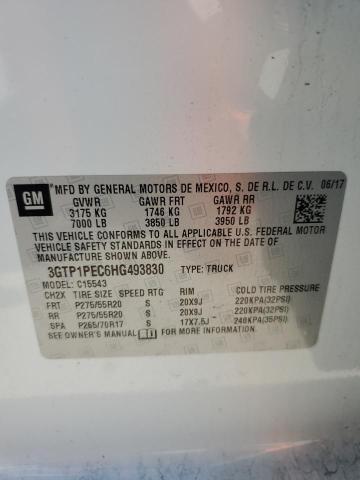 GM
MFD BY GENERAL MOTORS DE MEXICO, S. DE R.L. DE C.V. 06/17
GVWR GAWR FRT GAWR RR
3175 KG 1746 KG 1792 KG
7000 LB 3850 LB 3950 LB
THIS VEHICLE CONFORMS TO ALL APPLICABLE U.S. FEDERAL MOTOR
VEHICLE SAFETY STANDARDS IN EFFECT ON THE DATE OF
MANUFACTURE SHOWN ABOVE.
3GTP1PEC6HG493830 TYPE: TRUCK
MODEL: C15543
CH2X TIRE SIZE SPEED RTG RIM COLD TIRE PRESSURE
FRT P275/55R20 S 20X9J 220KPA(32PSI)
RR P275/55R20 S 20X9J 220KPA(32PSI)
SPA P265/70R17 S 17X7.5J 240KPA(35PSI)
SEE OWNER'S MANUAL FOR MORE INFORMATION.